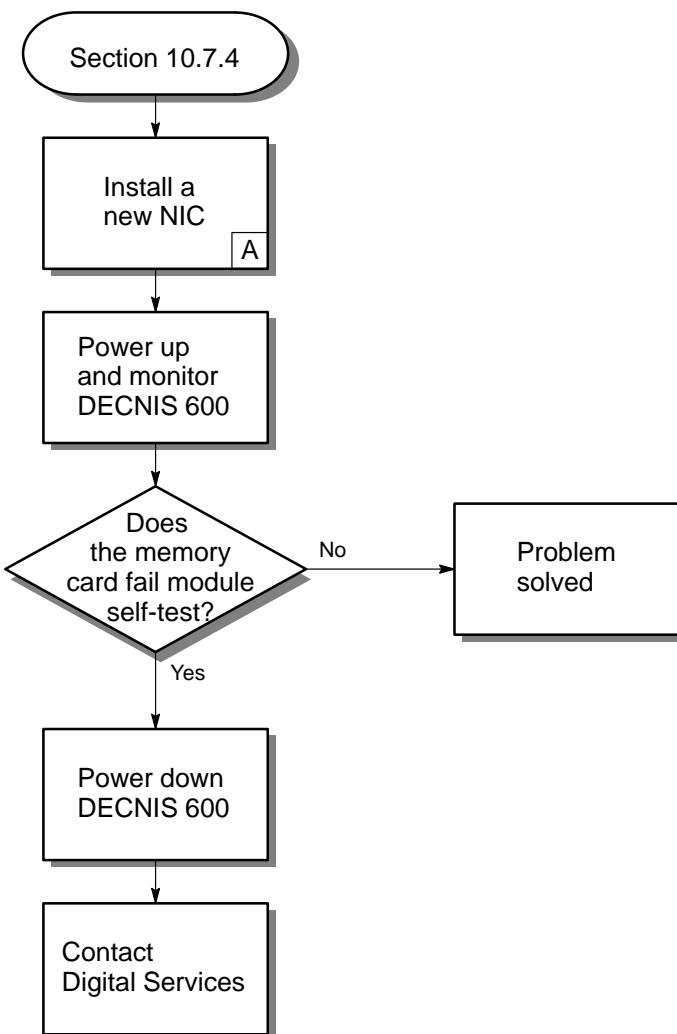 Section 10.7.4
Install a
new NIC
A
Power up
and monitor
DECNIS 600
Does
the memory
card fail module
self-test?
No
Problem
solved
Yes
Power down
DECNIS 600
Contact
Digital Services